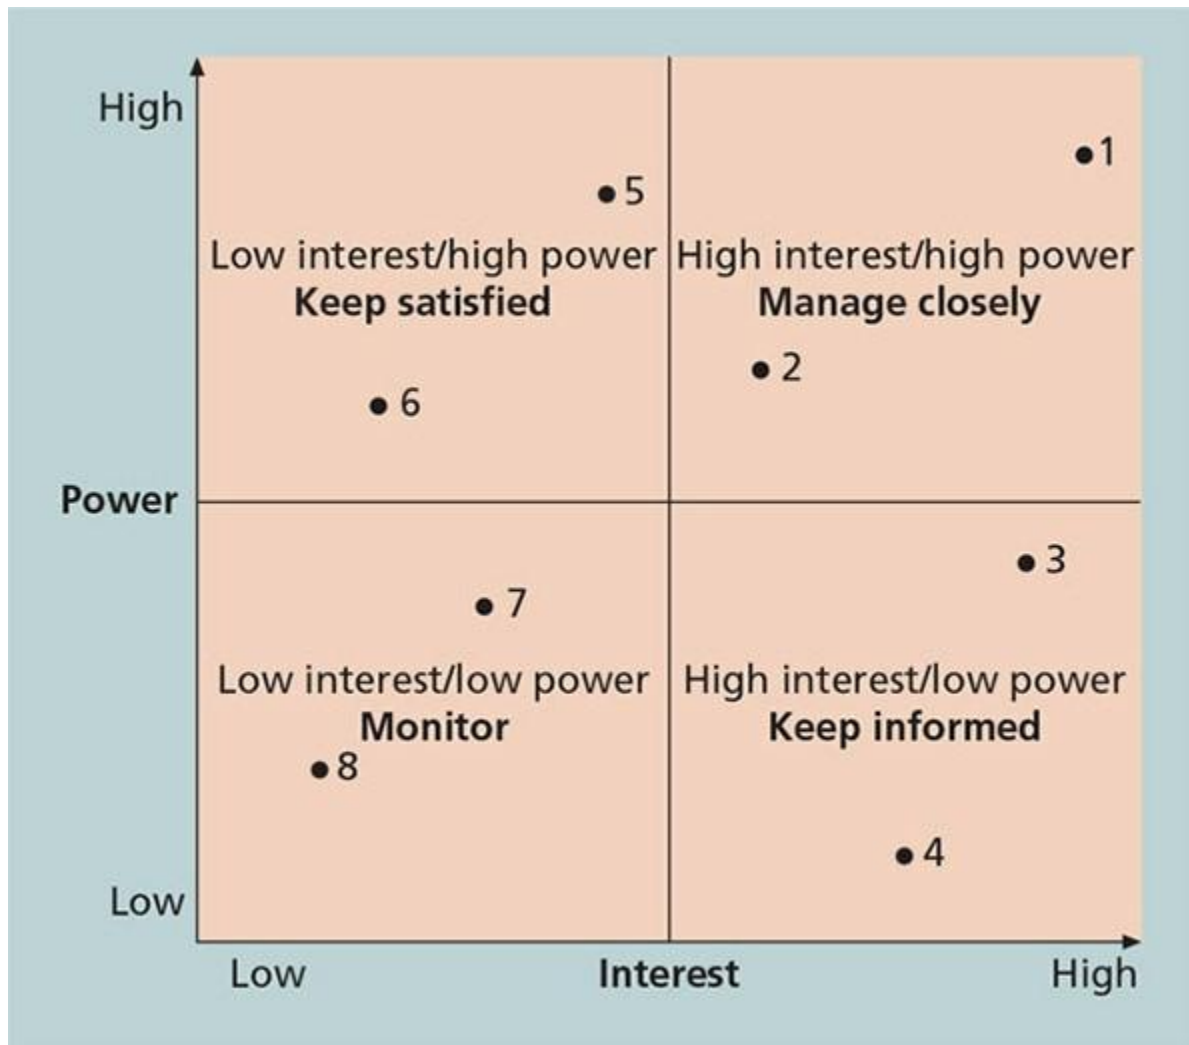 High
1
5
Low interest/high power
High interest/high power
Keep satisfied
Manage closely
2
6
Power
3
7
Low interest/low power
High interest/low power
Monitor
Keep informed
8
4
Low
Low
Interest
High